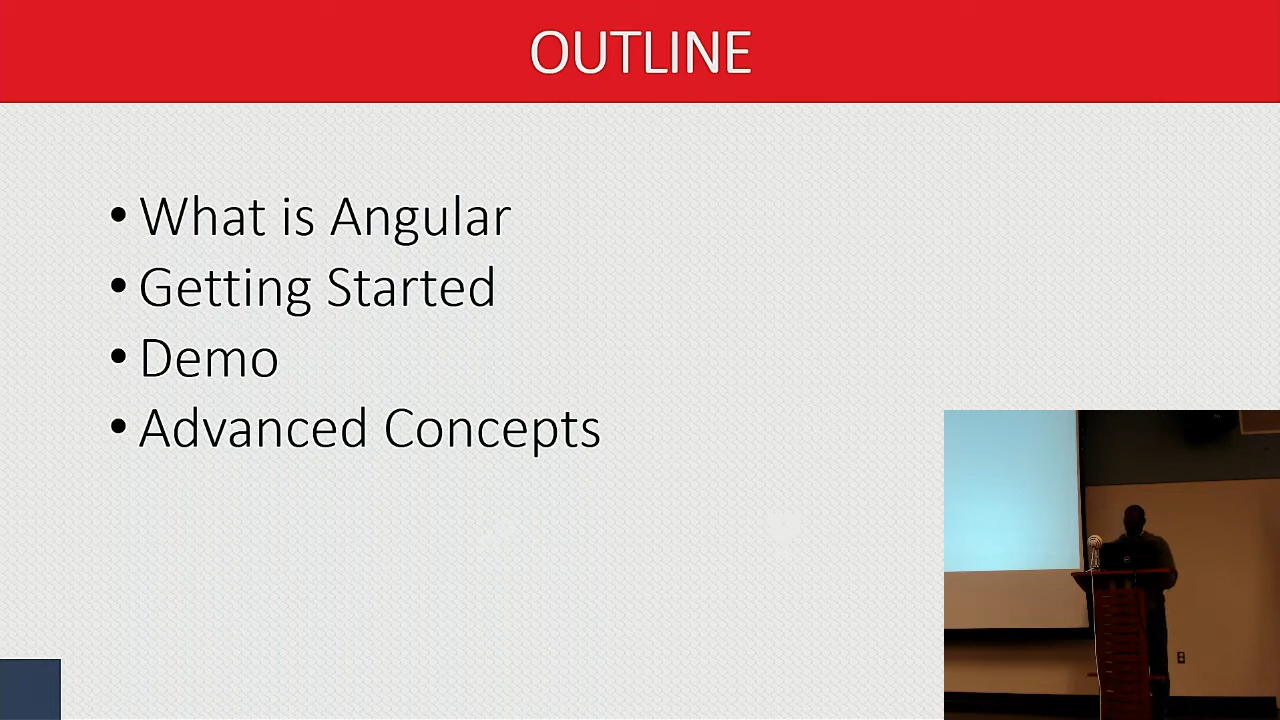 OUTLINE
• What is Angular
• Getting Started
• Demo
• Advanced Concepts